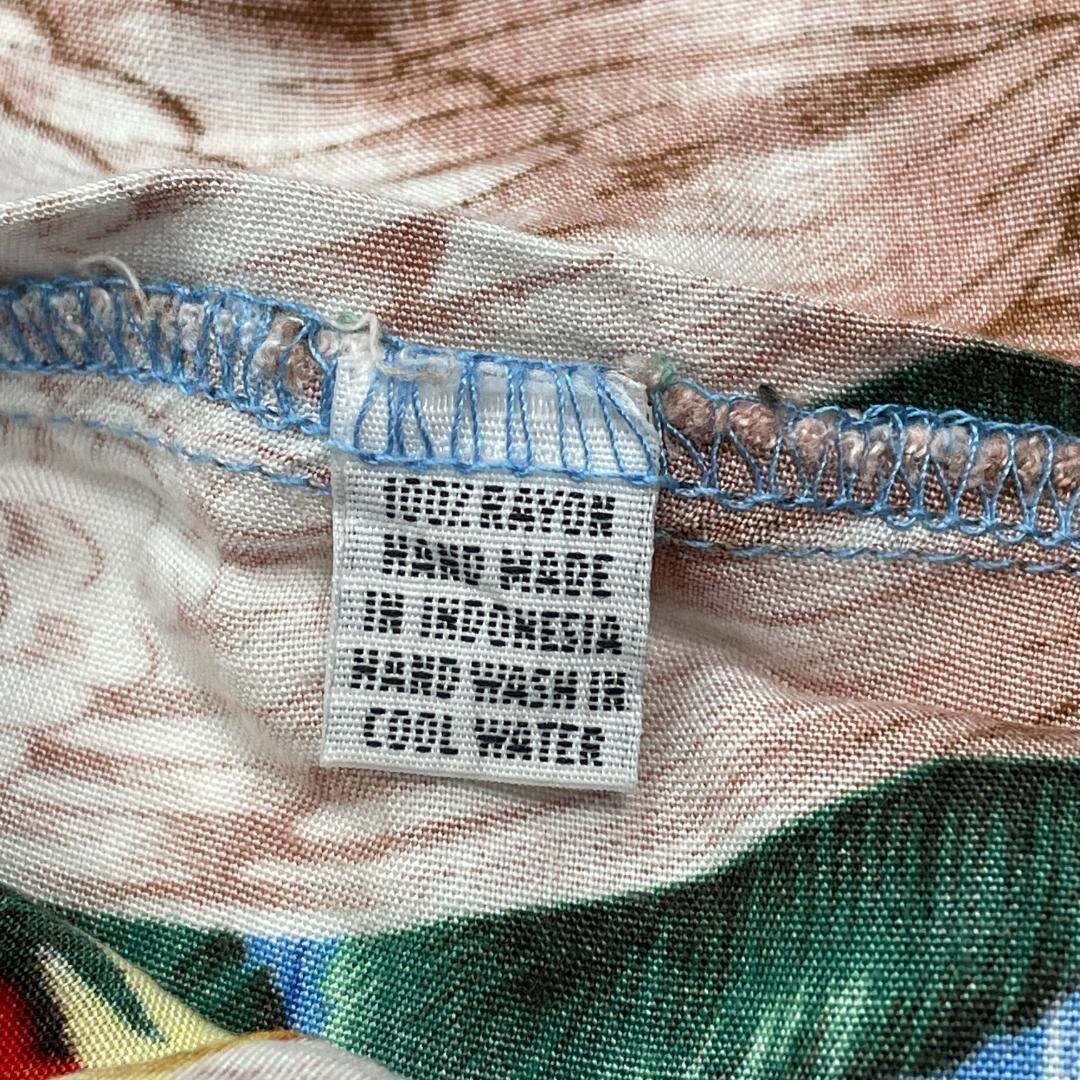 100% RAYON
HAND MADE
IN INDONESIA
HAND WASH IN
COOL WATER